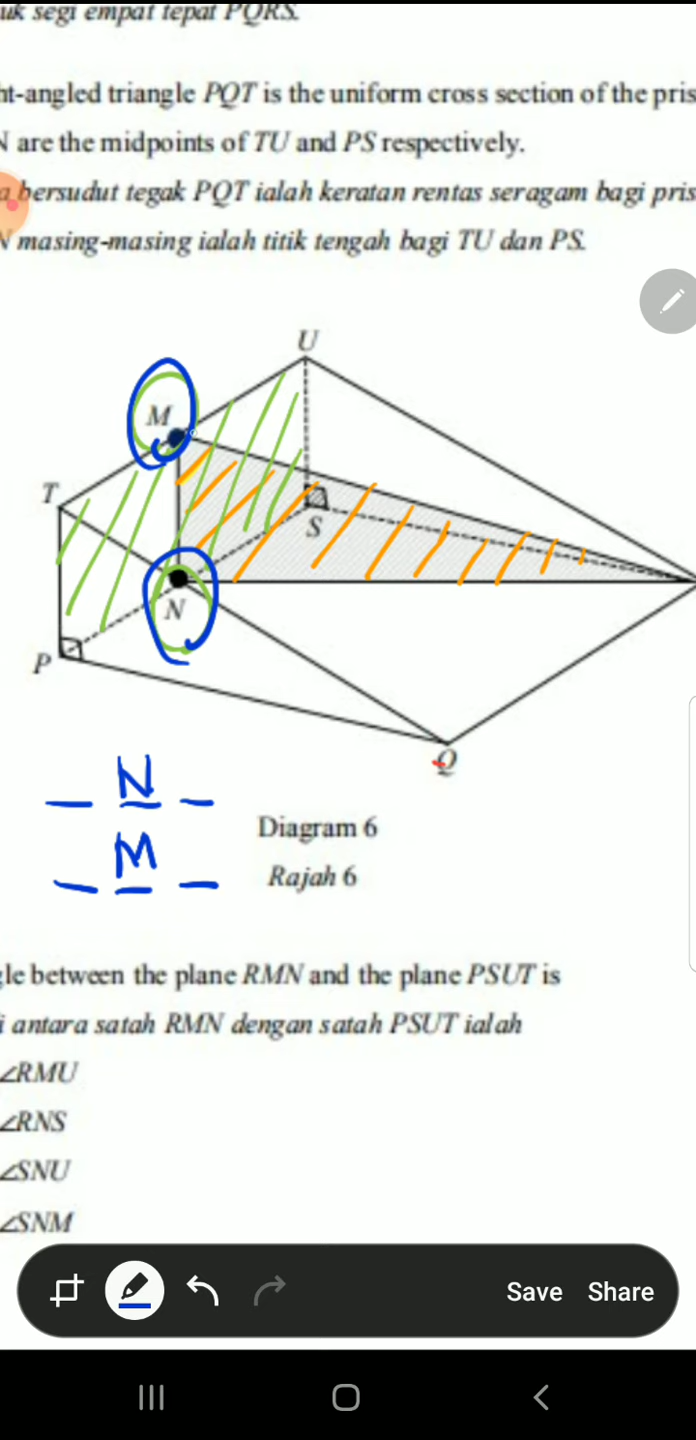 uk segi empat tepat PQRS.
ht-angled triangle PQT is the uniform cross section of the pris
N are the midpoints of TU and PS respectively.
a bersudut tegak PQT ialah keratan rentas seragam bagi pris
N masing-masing ialah titik tengah bagi TU dan PS.
U
M
T
S
N
P
Q
N
M
Diagram 6
Rajah 6
gle between the plane RMN and the plane PSUT is
i antara satah RMN dengan satah PSUT ialah
∠RMU
∠RNS
∠SNU
∠SNM
Save Share